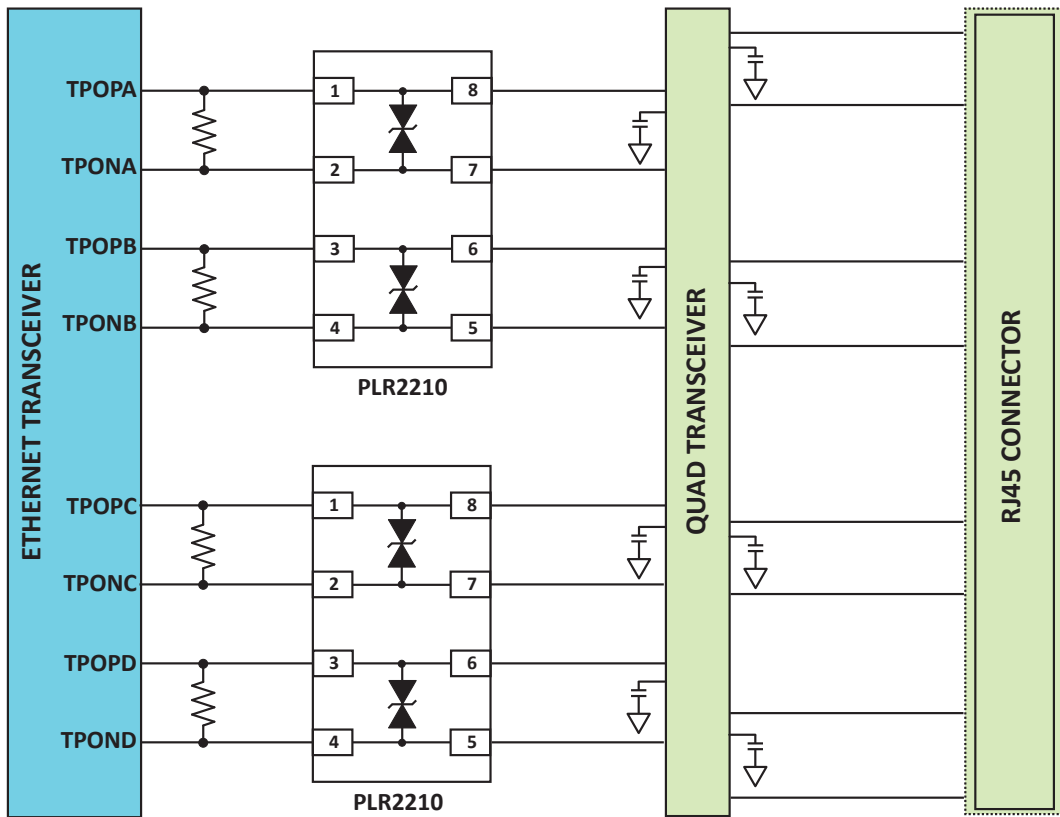 ETHERNET TRANSCEIVER
TPOPA
1
8
TPONA
2
7
TPOPB
3
6
TPONB
4
5
PLR2210
TPOPC
1
8
TPONC
2
7
TPOPD
3
6
TPOND
4
5
PLR2210
QUAD TRANSCEIVER
RJ45 CONNECTOR